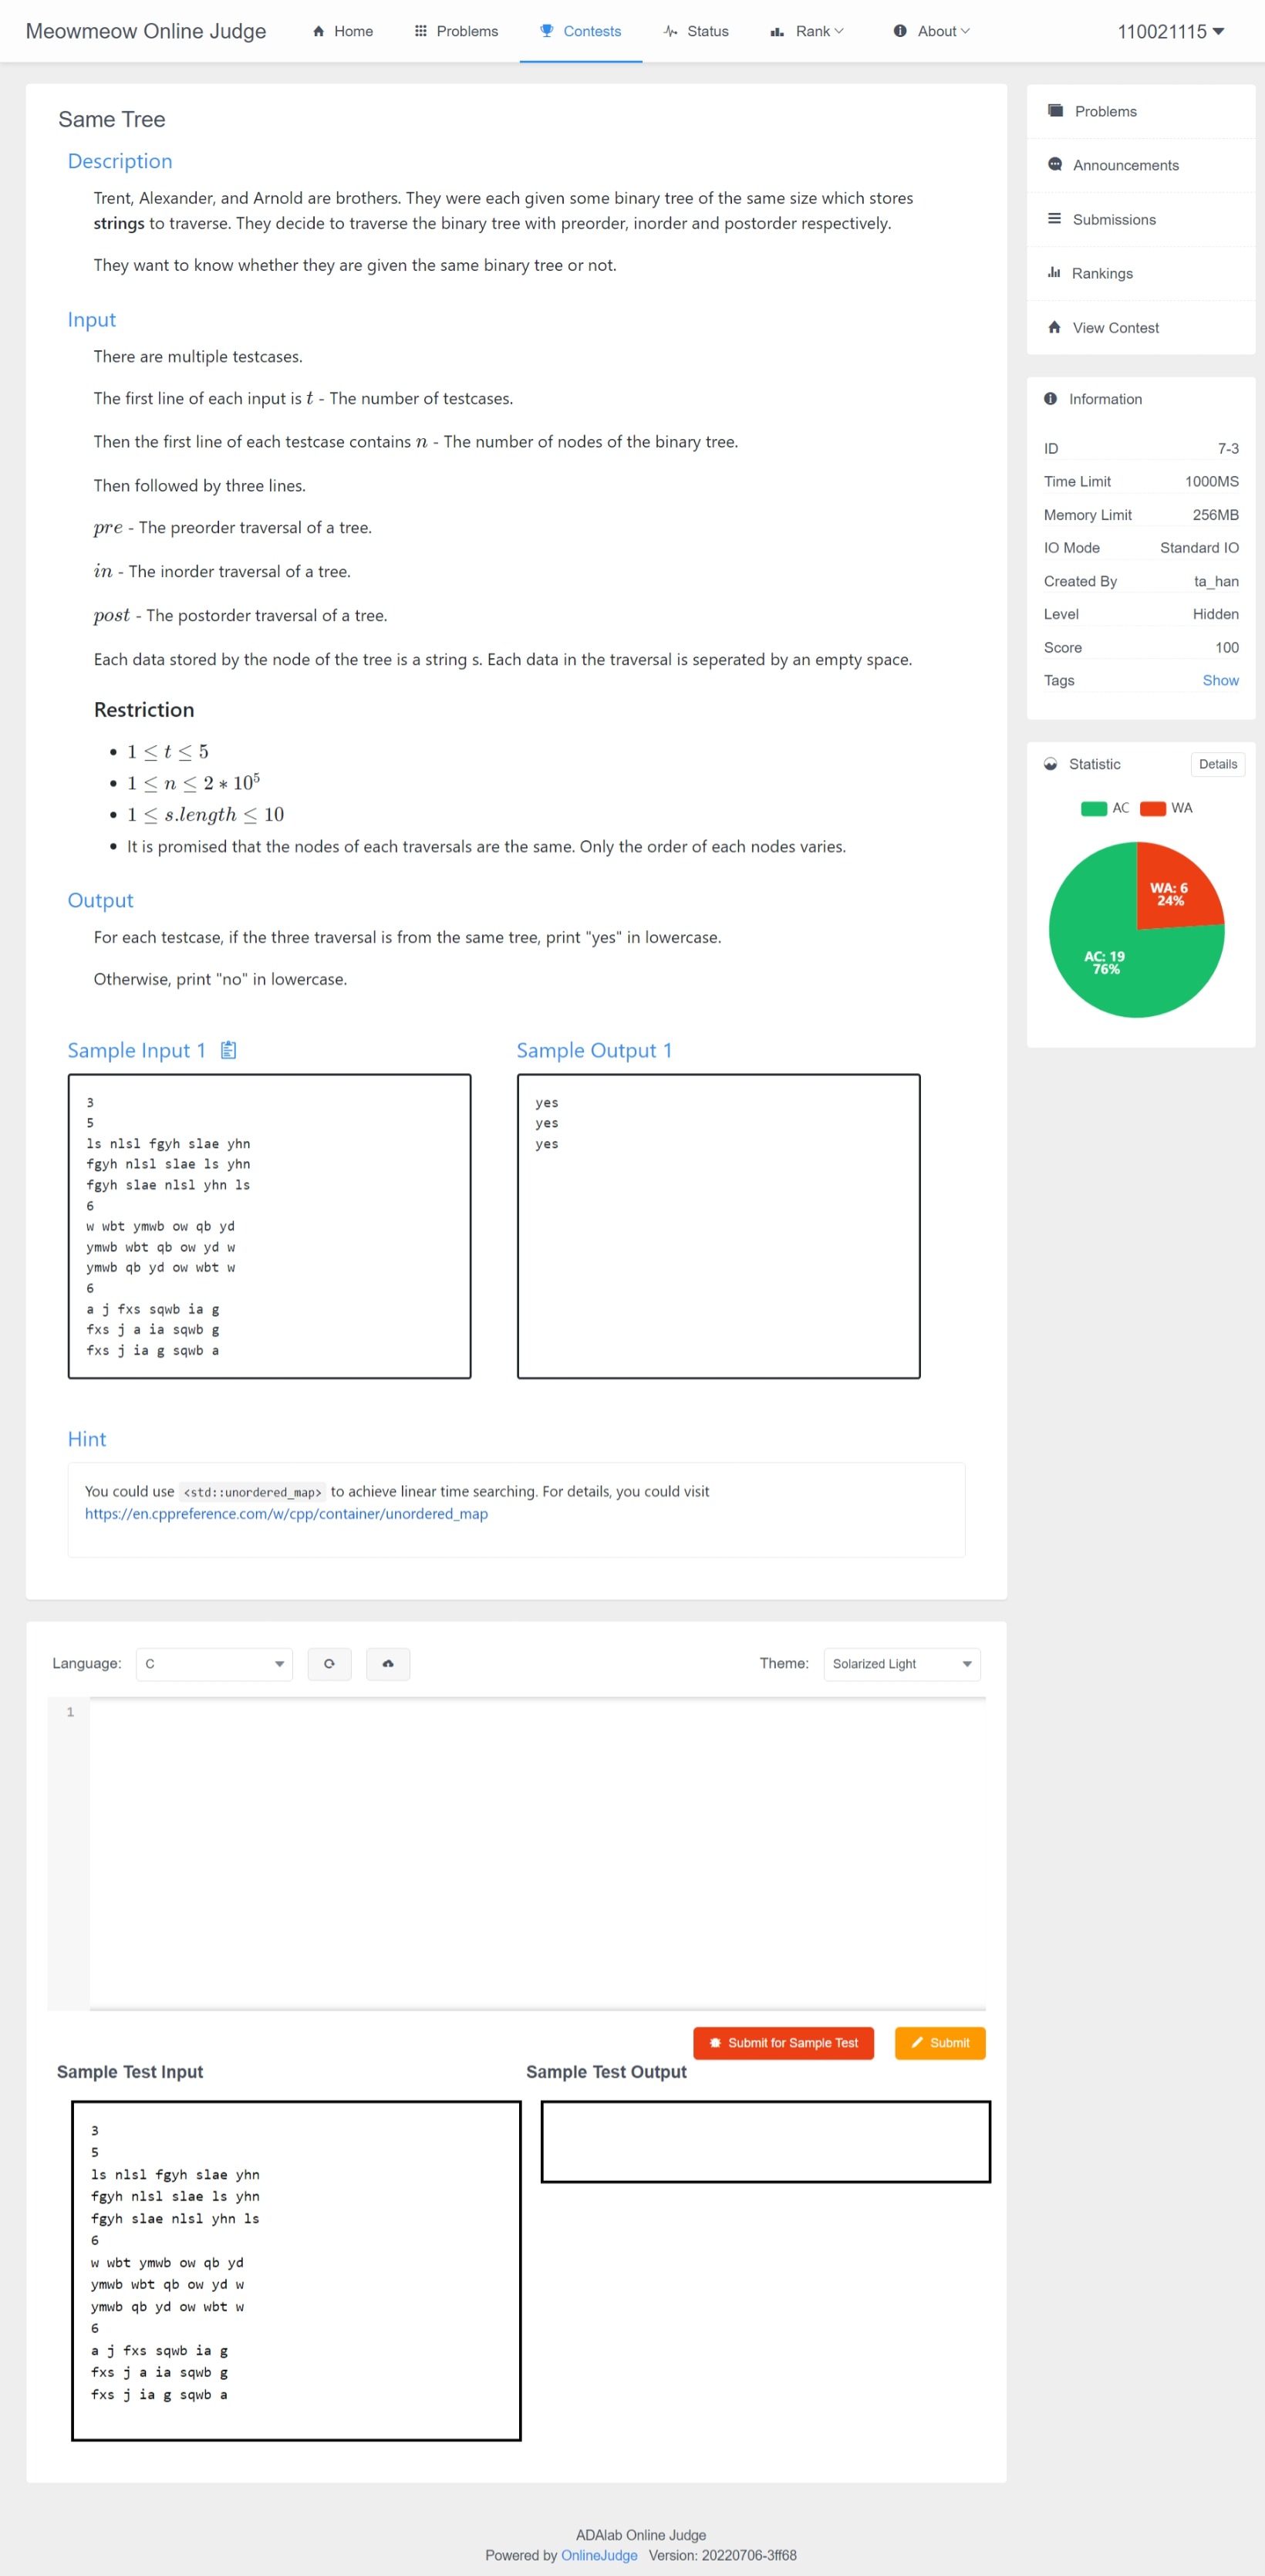 Meowmeow Online Judge
Home
Problems
Contests
Status
Rank
About
110021115
Same Tree
Description
Trent, Alexander, and Arnold are brothers. They were each given some binary tree of the same size which stores
strings to traverse. They decide to traverse the binary tree with preorder, inorder and postorder respectively.
They want to know whether they are given the same binary tree or not.
Input
There are multiple testcases.
The first line of each input is t - The number of testcases.
Then the first line of each testcase contains n - The number of nodes of the binary tree.
Then followed by three lines.
pre - The preorder traversal of a tree.
in - The inorder traversal of a tree.
post - The postorder traversal of a tree.
Each data stored by the node of the tree is a string s. Each data in the traversal is seperated by an empty space.
Restriction
• 1 ≤ t ≤ 5
• 1 ≤ n ≤ 2 * 10⁵
• 1 ≤ s.length ≤ 10
• It is promised that the nodes of each traversals are the same. Only the order of each nodes varies.
Output
For each testcase, if the three traversal is from the same tree, print "yes" in lowercase.
Otherwise, print "no" in lowercase.
Sample Input 1
3
5
ls nlsl fgyh slae yhn
fgyh nlsl slae ls yhn
fgyh slae nlsl yhn ls
6
w wbt ymwb ow qb yd
ymwb wbt qb ow yd w
ymwb qb yd ow wbt w
6
a j fxs sqwb ia g
fxs j a ia sqwb g
fxs j ia g sqwb a
Sample Output 1
yes
yes
yes
Hint
You could use <std::unordered_map> to achieve linear time searching. For details, you could visit
https://en.cppreference.com/w/cpp/container/unordered_map
Language:
C
Theme:
Solarized Light
1
Submit for Sample Test
Submit
Sample Test Input
3
5
ls nlsl fgyh slae yhn
fgyh nlsl slae ls yhn
fgyh slae nlsl yhn ls
6
w wbt ymwb ow qb yd
ymwb wbt qb ow yd w
ymwb qb yd ow wbt w
6
a j fxs sqwb ia g
fxs j a ia sqwb g
fxs j ia g sqwb a
Sample Test Output
Problems
Announcements
Submissions
Rankings
View Contest
Information
ID 7-3
Time Limit 1000MS
Memory Limit 256MB
IO Mode Standard IO
Created By ta_han
Level Hidden
Score 100
Tags Show
Statistic
Details
AC
WA
WA: 6
24%
AC: 19
76%
ADAlab Online Judge
Powered by OnlineJudge Version: 20220706-3ff68